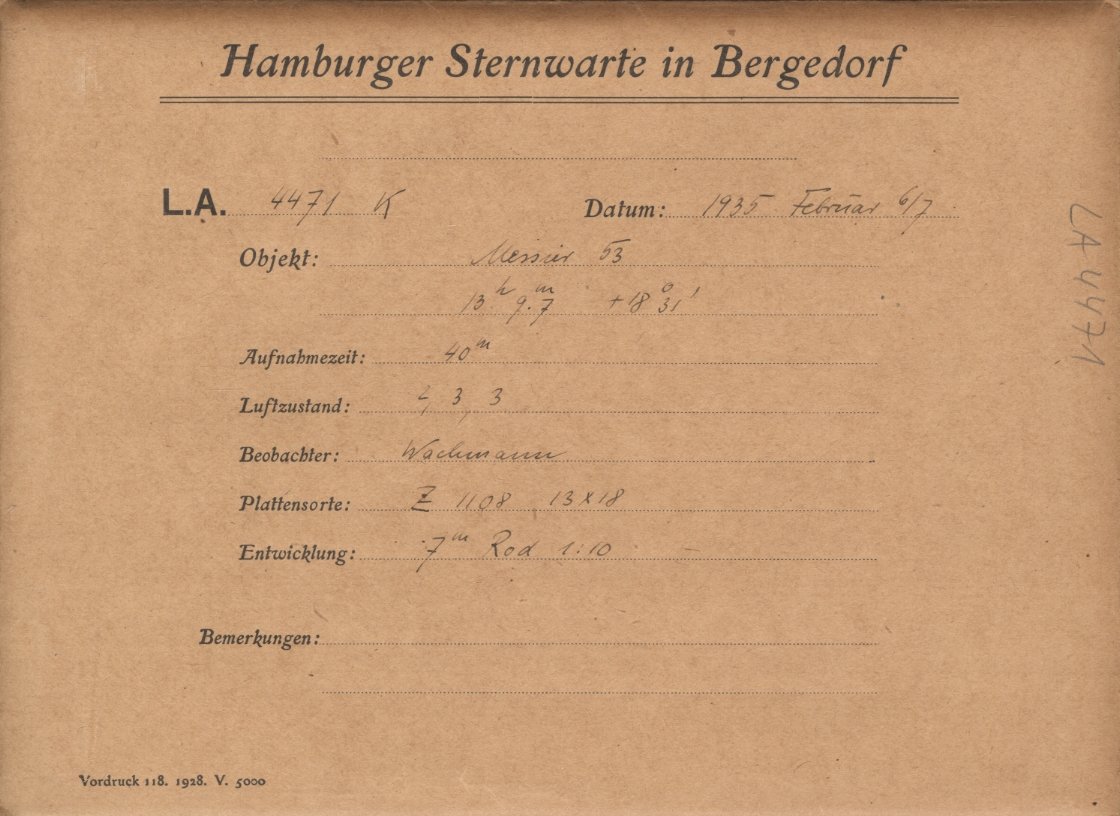 Hamburger Sternwarte in Bergedorf
L.A. 4471 K Datum: 1935 Februar 6/7
Objekt: Messier 53
13h 9.m7 +18° 31'
Aufnahmezeit: 40m
Luftzustand: 2, 3, 3
Beobachter: Wachmann
Plattensorte: Z 1108 13x18
Entwicklung: 7m Rod 1:10 –
Bemerkungen:
Vordruck 118. 1928. V. 5000
LA 4471